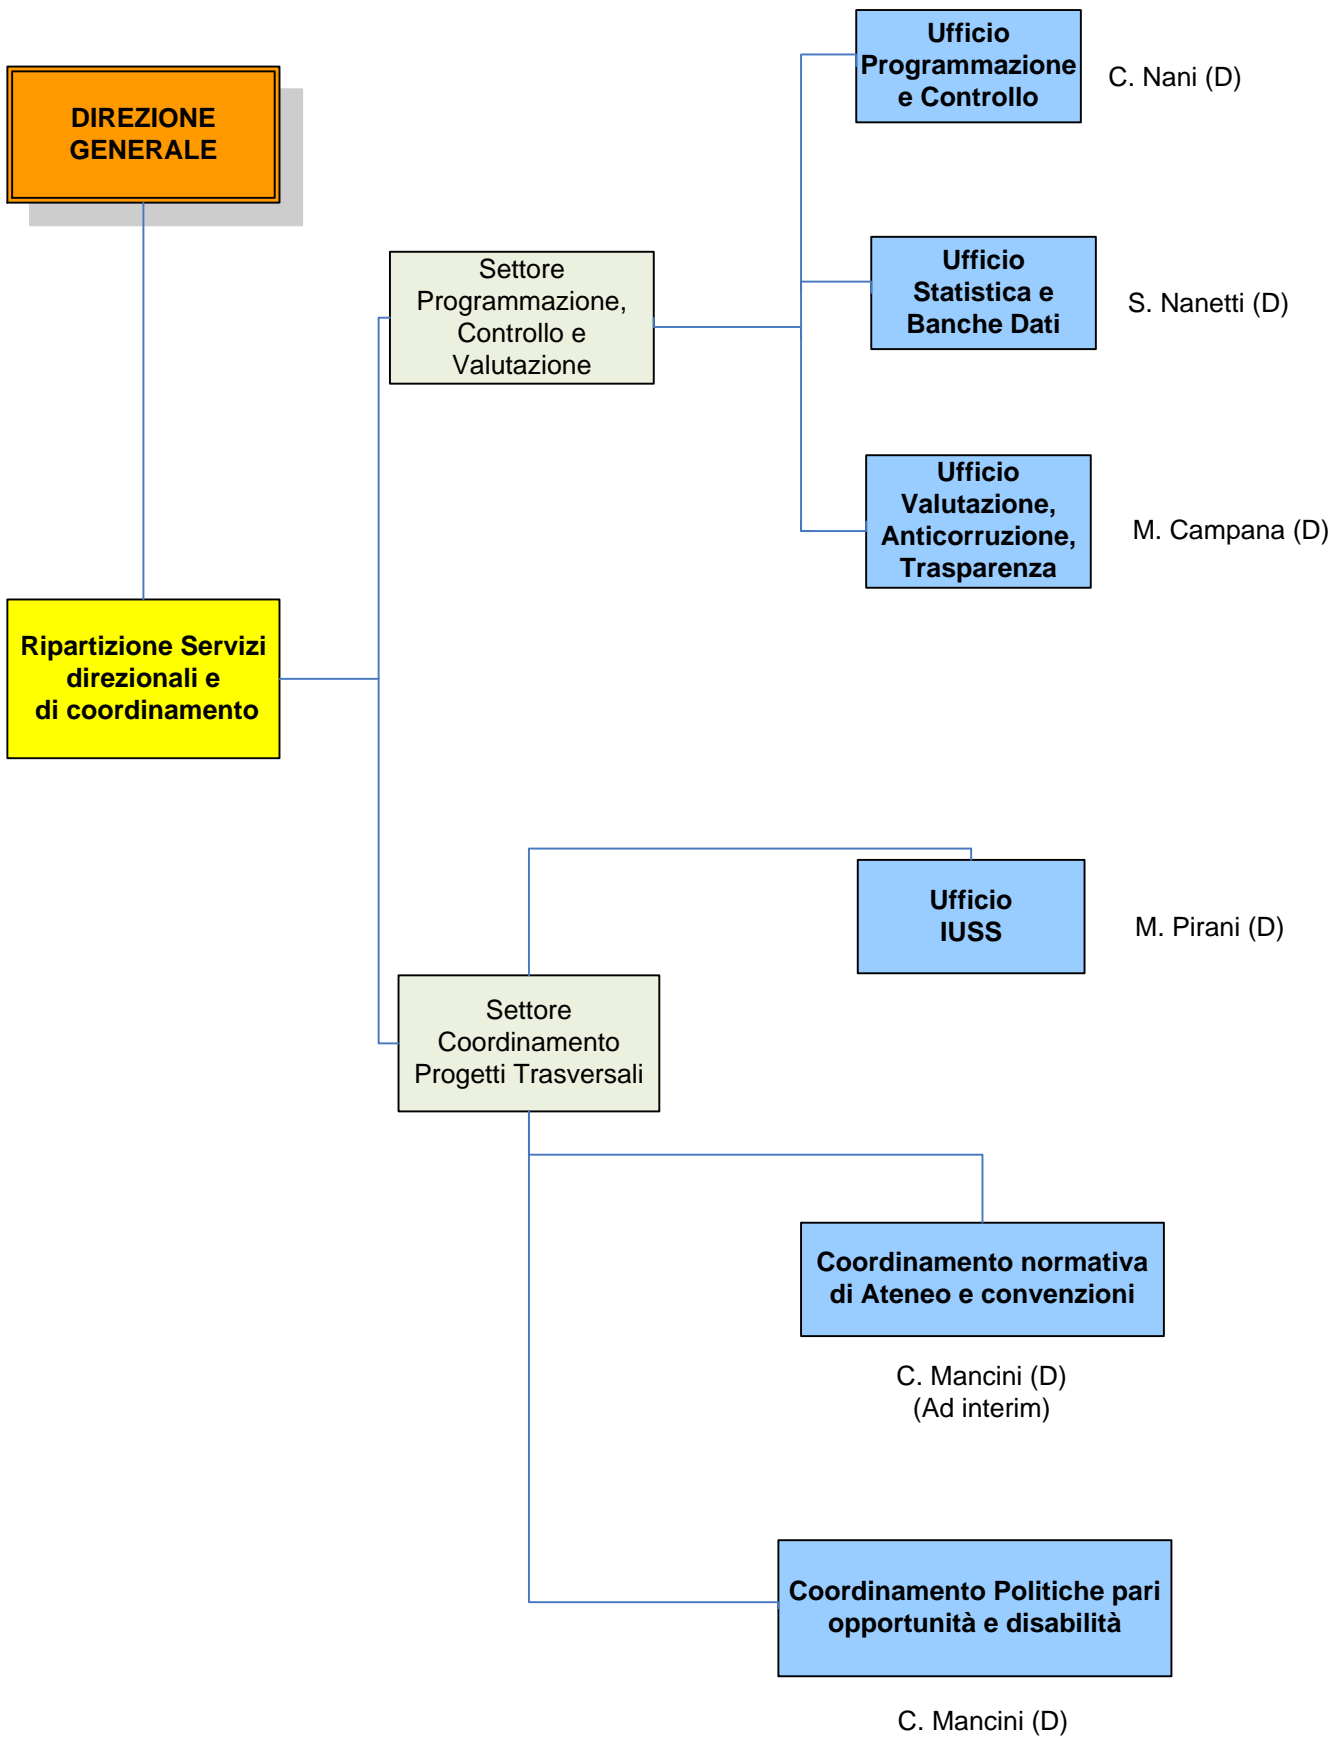 DIREZIONE
GENERALE
Ufficio
Programmazione
e Controllo
C. Nani (D)
Settore
Programmazione,
Controllo e
Valutazione
Ufficio
Statistica e
Banche Dati
S. Nanetti (D)
Ufficio
Valutazione,
Anticorruzione,
Trasparenza
M. Campana (D)
Ripartizione Servizi
direzionali e
di coordinamento
Ufficio
IUSS
M. Pirani (D)
Settore
Coordinamento
Progetti Trasversali
Coordinamento normativa
di Ateneo e convenzioni
C. Mancini (D)
(Ad interim)
Coordinamento Politiche pari
opportunità e disabilità
C. Mancini (D)